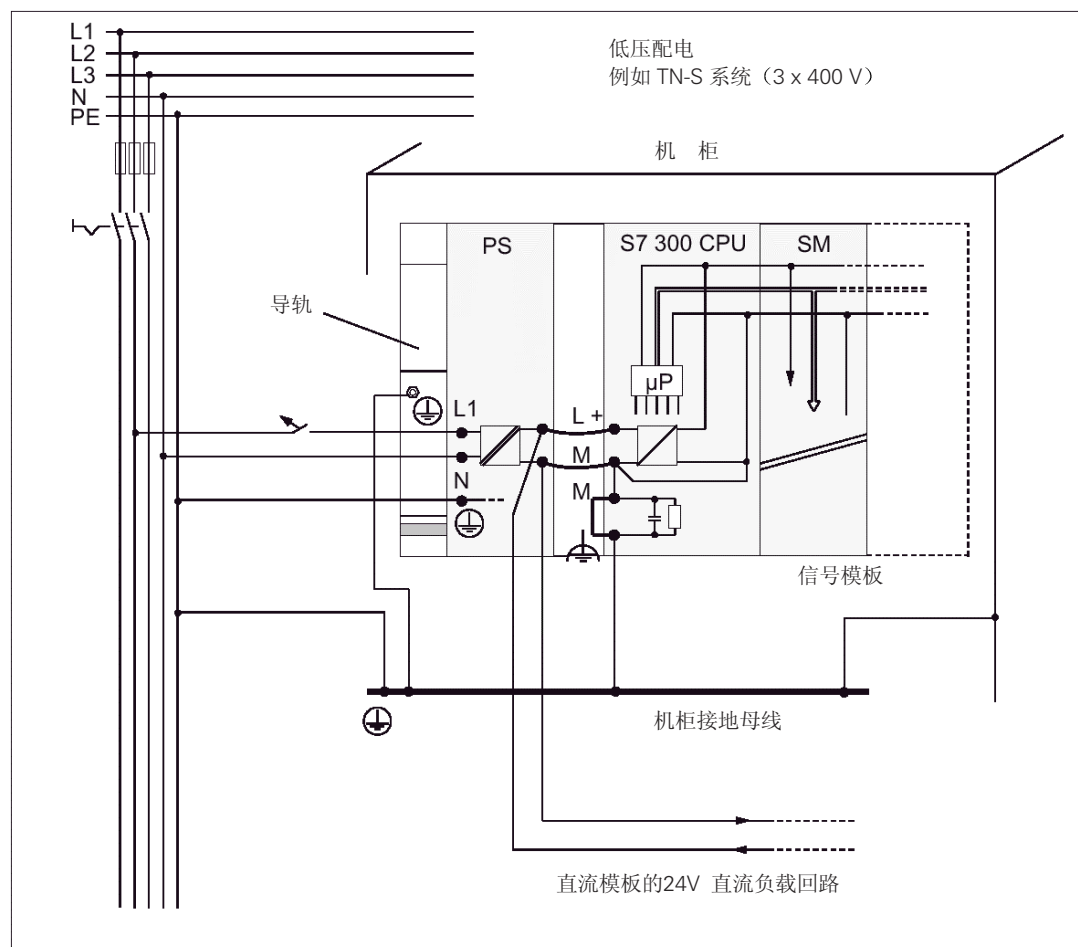 L1
L2
L3
N
PE
低压配电
例如 TN-S 系统（3 x 400 V）
机 柜
PS
S7 300 CPU
SM
导轨
µP
L1
L +
M
N
M
信号模板
机柜接地母线
直流模板的24V 直流负载回路